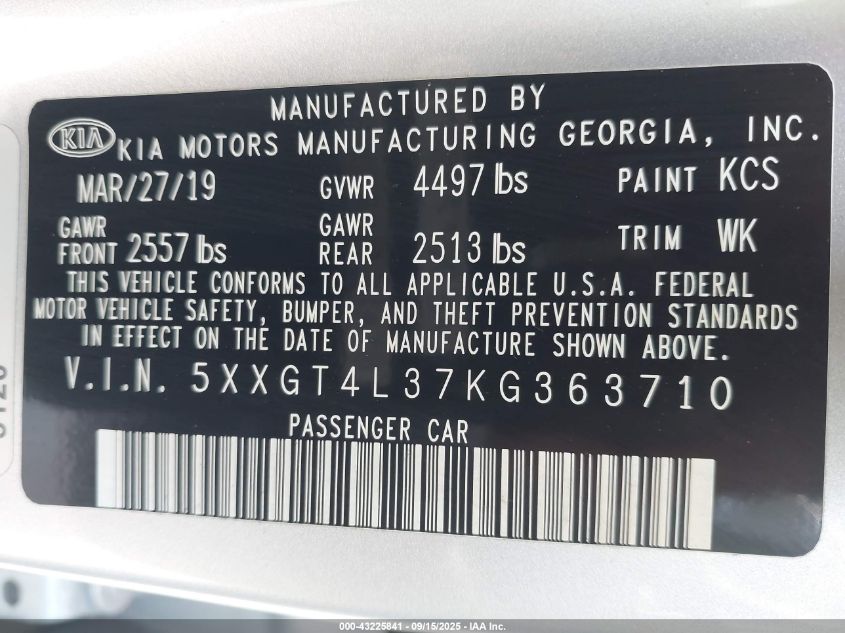 MANUFACTURED BY
KIA KIA MOTORS MANUFACTURING GEORGIA, INC.
MAR/27/19 GVWR 4497 lbs PAINT KCS
GAWR FRONT 2557 lbs GAWR REAR 2513 lbs TRIM WK
THIS VEHICLE CONFORMS TO ALL APPLICABLE U.S.A. FEDERAL
MOTOR VEHICLE SAFETY, BUMPER, AND THEFT PREVENTION STANDARDS
IN EFFECT ON THE DATE OF MANUFACTURE SHOWN ABOVE.
V.I.N. 5XXGT4L37KG363710
PASSENGER CAR
000-43225841 - 09/15/2025 - IAA Inc.